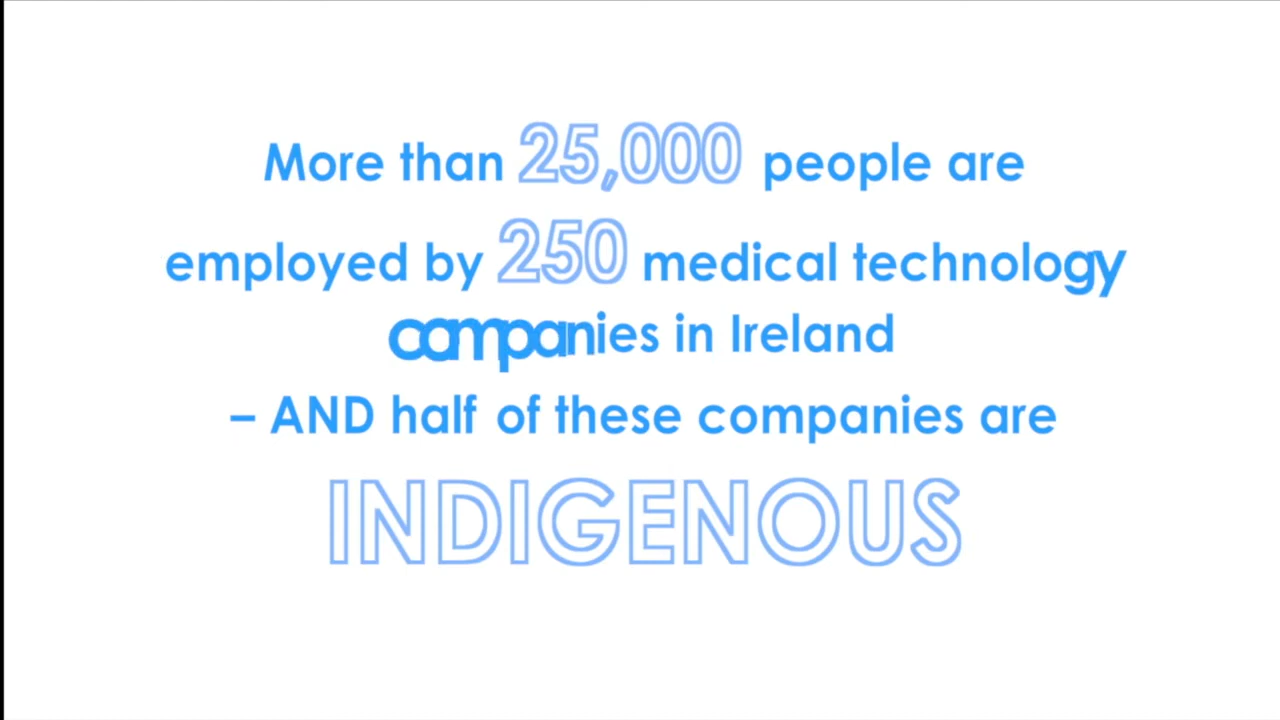 More than 25,000 people are
employed by 250 medical technology
companies in Ireland
– AND half of these companies are
INDIGENOUS